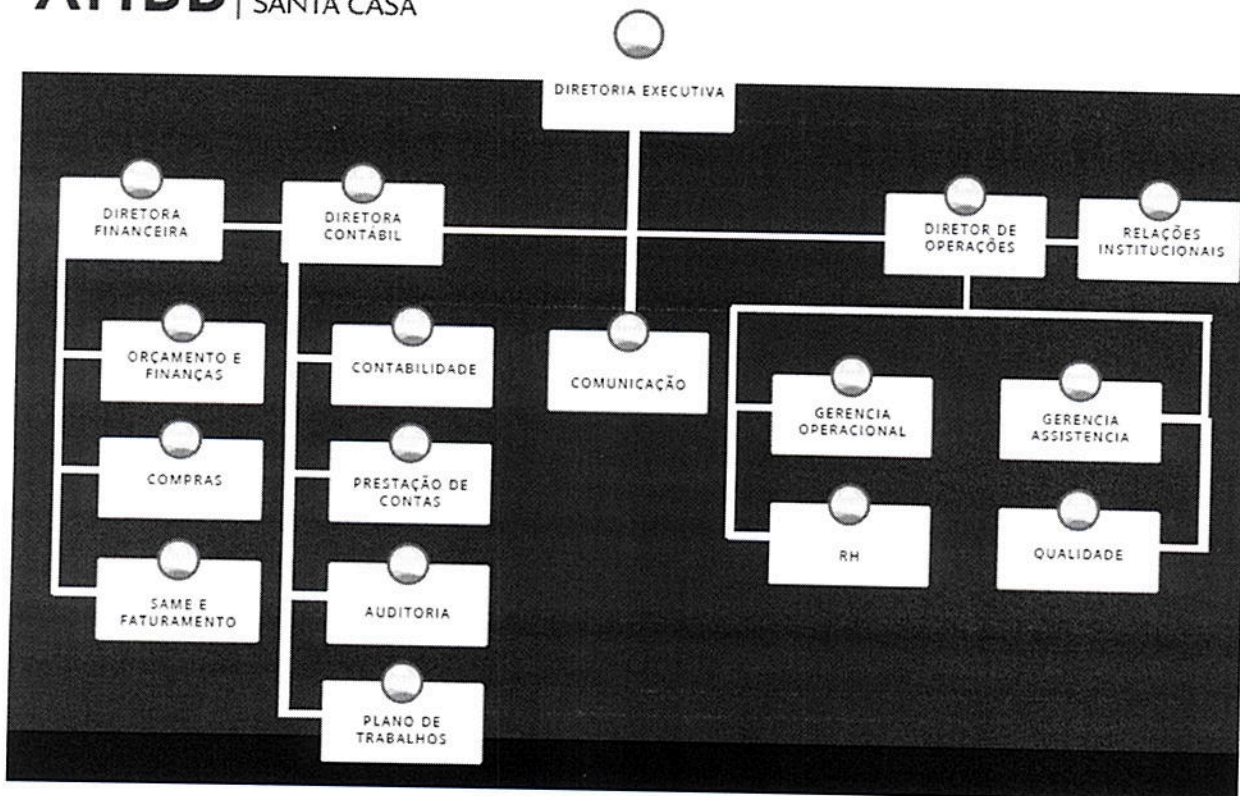 SANTA CASA
DIRETORIA EXECUTIVA
DIRETORA
FINANCEIRA
DIRETORA
CONTÁBIL
DIRETOR DE
OPERAÇÕES
RELAÇÕES
INSTITUCIONAIS
ORÇAMENTO E
FINANÇAS
CONTABILIDADE
COMUNICAÇÃO
GERENCIA
OPERACIONAL
GERENCIA
ASSISTENCIA
COMPRAS
PRESTAÇÃO DE
CONTAS
RH
QUALIDADE
SAME E
FATURAMENTO
AUDITORIA
PLANO DE
TRABALHOS